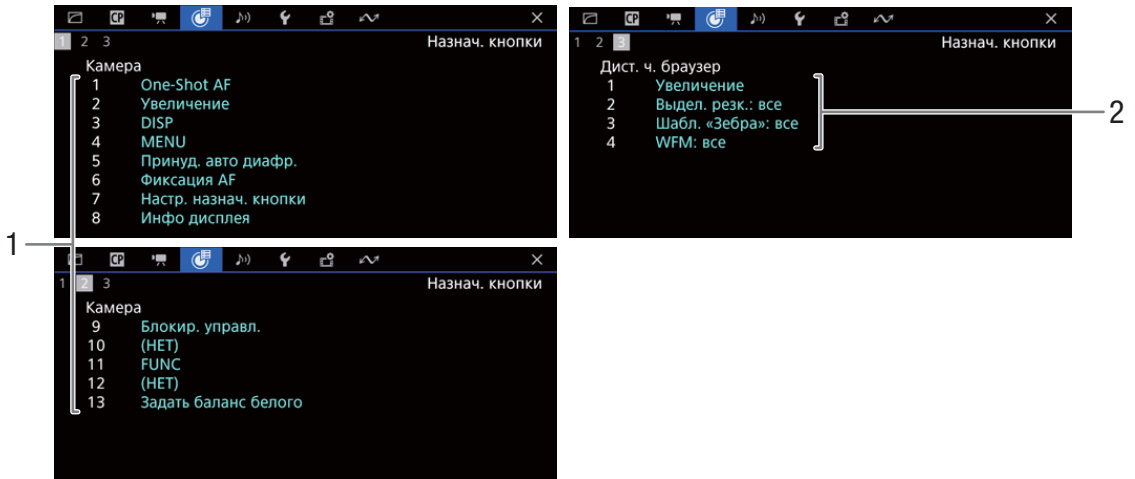 CP
1 2 3 Назнач. кнопки
Камера
1 One-Shot AF
2 Увеличение
3 DISP
4 MENU
5 Принуд. авто диафр.
6 Фиксация AF
7 Настр. назнач. кнопки
8 Инфо дисплея
CP
1 2 3 Назнач. кнопки
Дист. ч. браузер
1 Увеличение
2 Выдел. резк.: все
3 Шабл. «Зебра»: все
4 WFM: все
2
1
CP
1 2 3 Назнач. кнопки
Камера
9 Блокир. управл.
10 (НЕТ)
11 FUNC
12 (НЕТ)
13 Задать баланс белого